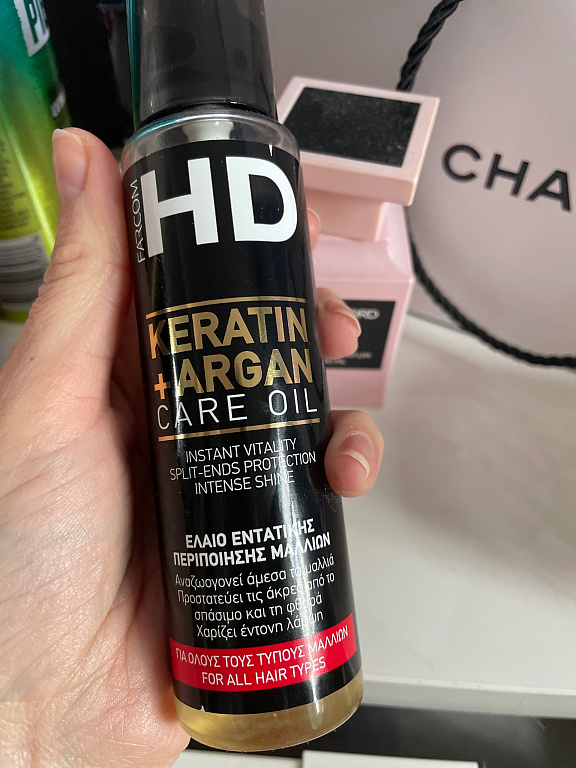 FARCOM
HD
KERATIN
+ ARGAN
CARE OIL
INSTANT VITALITY
SPLIT-ENDS PROTECTION
INTENSE SHINE
ΕΛΑΙΟ ΕΝΤΑΤΙΚΗΣ
ΠΕΡΙΠΟΙΗΣΗΣ ΜΑΛΛΙΩΝ
Αναζωογονεί άμεσα τα μαλλιά
Προστατεύει τις άκρες από το
σπάσιμο και τη φθορά
Χαρίζει έντονη λάμψη
ΓΙΑ ΟΛΟΥΣ ΤΟΥΣ ΤΥΠΟΥΣ ΜΑΛΛΙΩΝ
FOR ALL HAIR TYPES
CHA